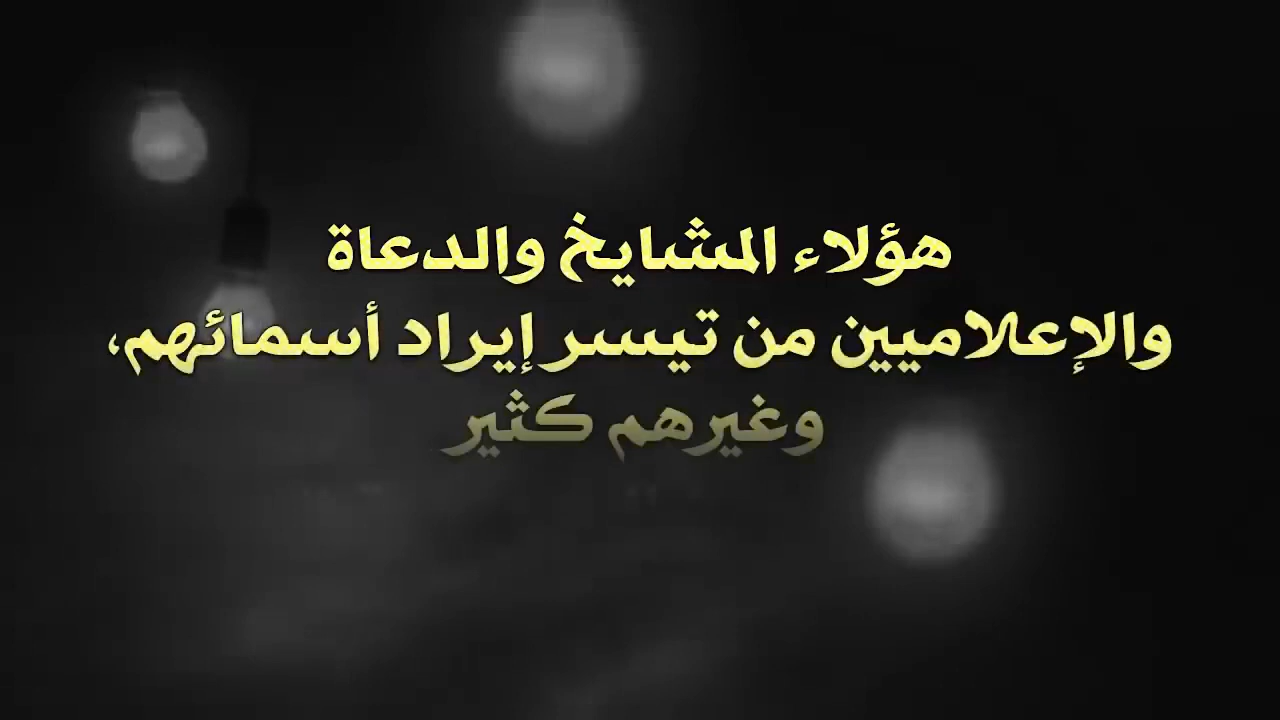 هؤلاء المشايخ والدعاة
والإعلاميين من تيسر إيراد أسمائهم،
وغيرهم كثير